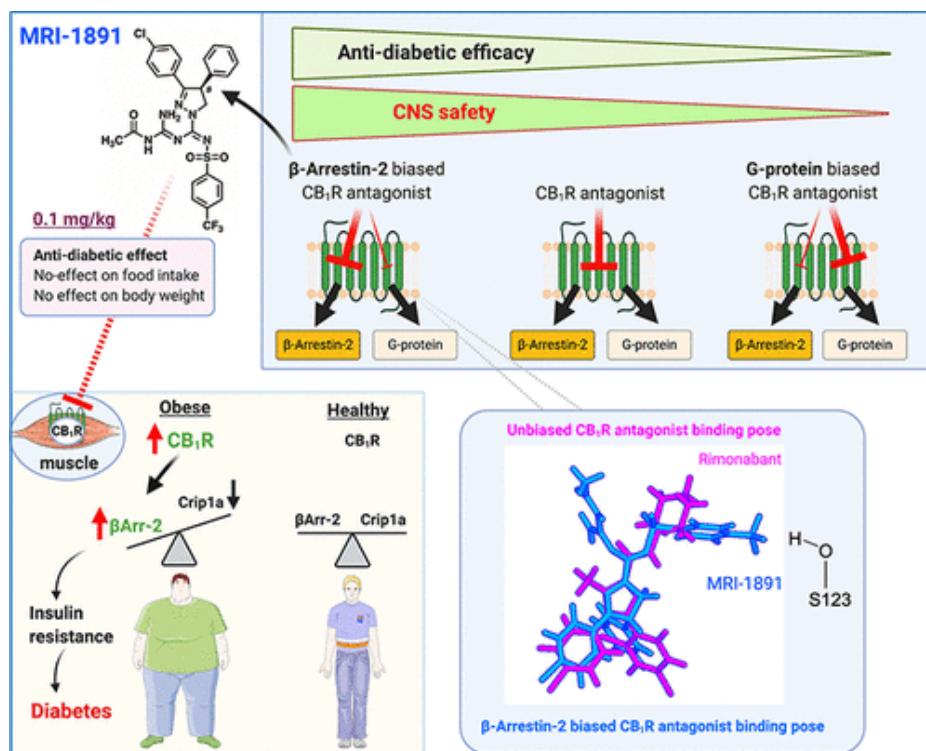 MRI-1891
Cl
N
N
NH₂
O
CH₃
N
H
N
N
O
S
O
CF₃
0.1 mg/kg
Anti-diabetic effect
No-effect on food intake
No effect on body weight
Anti-diabetic efficacy
CNS safety
β-Arrestin-2 biased
CB₁R antagonist
CB₁R antagonist
G-protein biased
CB₁R antagonist
β-Arrestin-2
G-protein
β-Arrestin-2
G-protein
β-Arrestin-2
G-protein
CB₁R
muscle
Obese
CB₁R
Crip1a
βArr-2
Insulin
resistance
Diabetes
Healthy
CB₁R
βArr-2
Crip1a
Unbiased CB₁R antagonist binding pose
Rimonabant
MRI-1891
H
O
S123
β-Arrestin-2 biased CB₁R antagonist binding pose